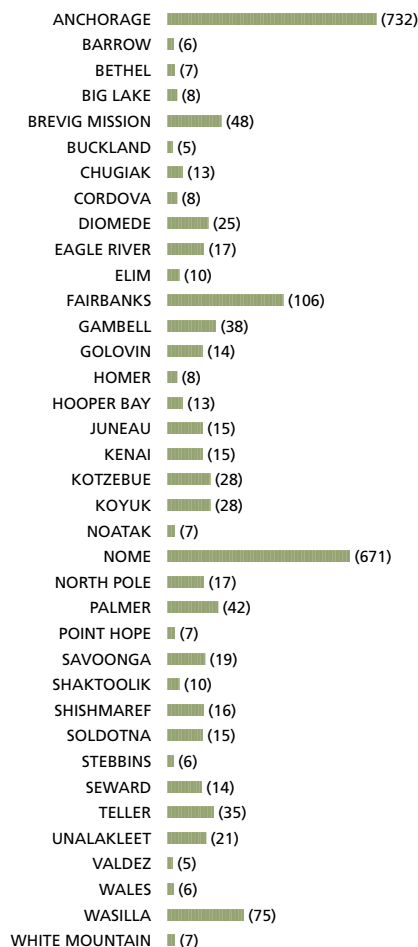 ANCHORAGE (732)
BARROW (6)
BETHEL (7)
BIG LAKE (8)
BREVIG MISSION (48)
BUCKLAND (5)
CHUGIAK (13)
CORDOVA (8)
DIOMEDE (25)
EAGLE RIVER (17)
ELIM (10)
FAIRBANKS (106)
GAMBELL (38)
GOLOVIN (14)
HOMER (8)
HOOPER BAY (13)
JUNEAU (15)
KENAI (15)
KOTZEBUE (28)
KOYUK (28)
NOATAK (7)
NOME (671)
NORTH POLE (17)
PALMER (42)
POINT HOPE (7)
SAVOONGA (19)
SHAKTOOLIK (10)
SHISHMAREF (16)
SOLDOTNA (15)
STEBBINS (6)
SEWARD (14)
TELLER (35)
UNALAKLEET (21)
VALDEZ (5)
WALES (6)
WASILLA (75)
WHITE MOUNTAIN (7)